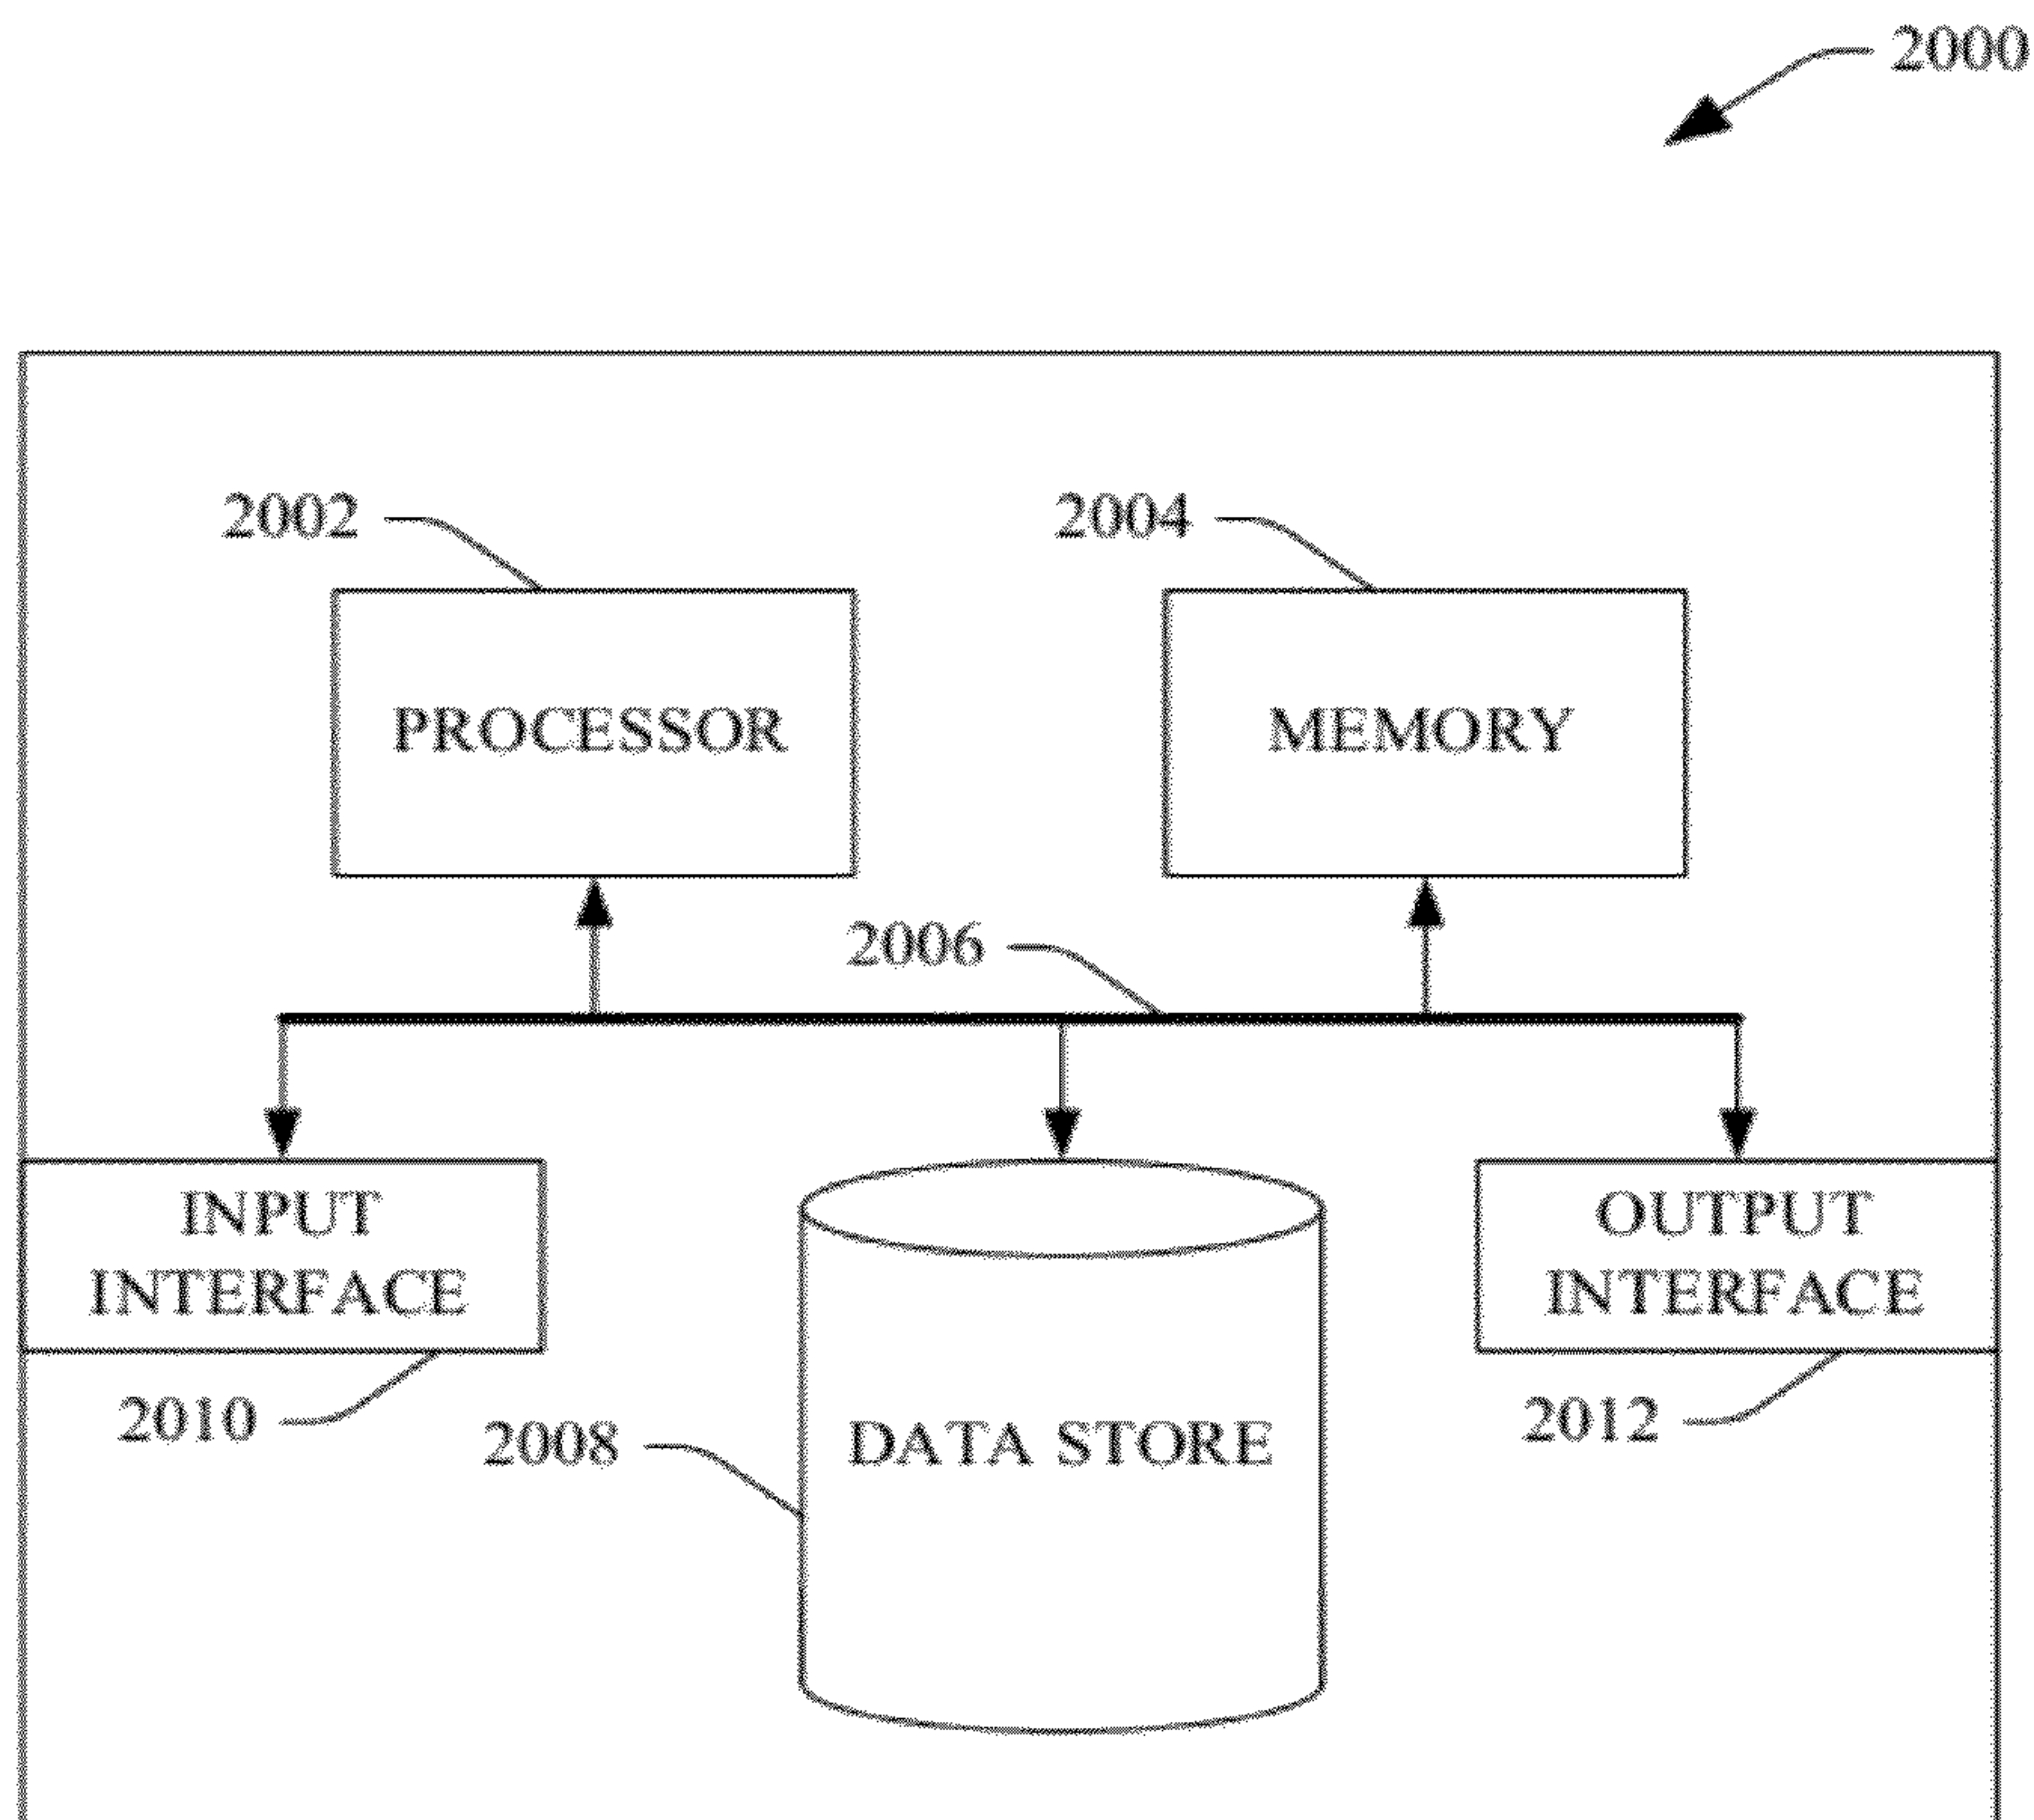 2000
2002
2004
PROCESSOR
MEMORY
2006
INPUT
INTERFACE
OUTPUT
INTERFACE
2010
2008
DATA STORE
2012